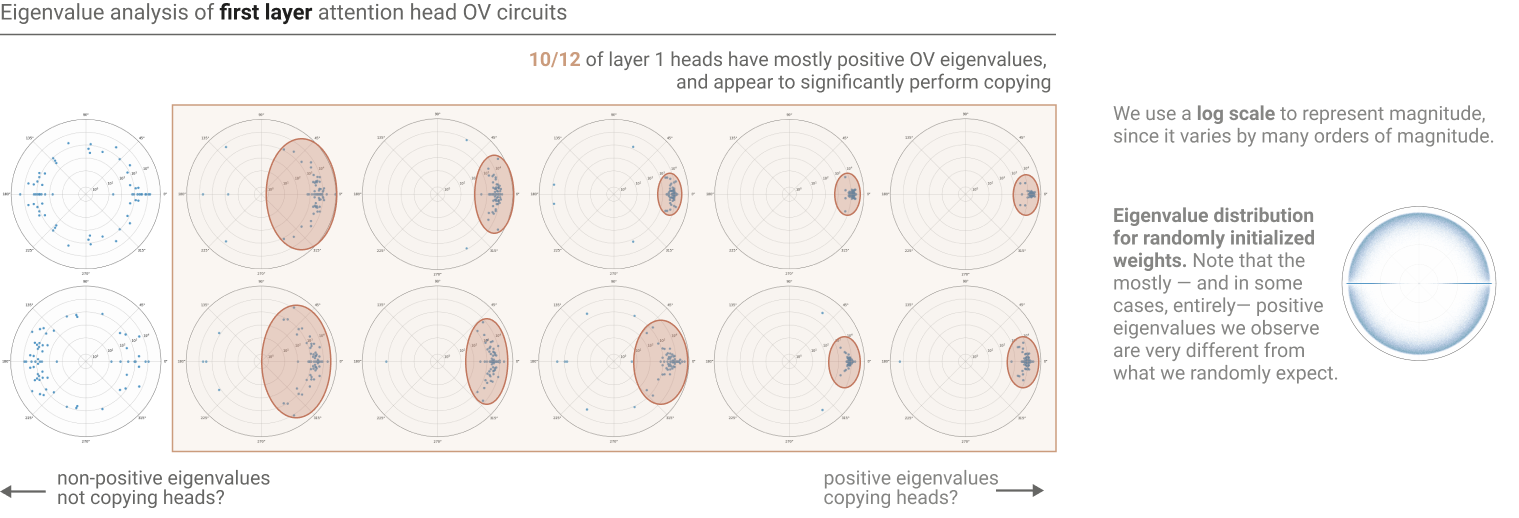 Eigenvalue analysis of first layer attention head OV circuits
10/12 of layer 1 heads have mostly positive OV eigenvalues,
and appear to significantly perform copying
We use a log scale to represent magnitude,
since it varies by many orders of magnitude.
Eigenvalue distribution
for randomly initialized
weights. Note that the
mostly — and in some
cases, entirely— positive
eigenvalues we observe
are very different from
what we randomly expect.
non-positive eigenvalues
not copying heads?
positive eigenvalues
copying heads?